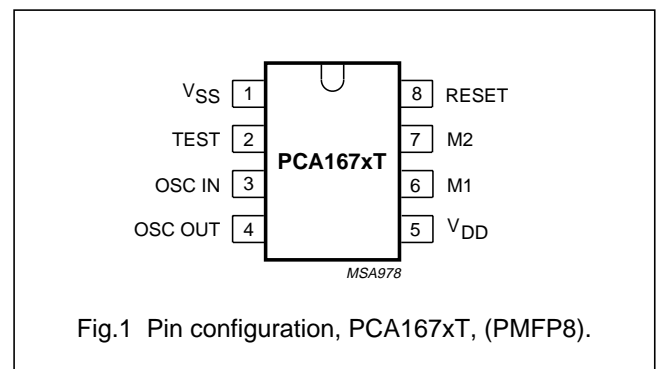 VSS 1 8 RESET
TEST 2 7 M2
PCA167xT
OSC IN 3 6 M1
OSC OUT 4 5 VDD
MSA978
Fig.1 Pin configuration, PCA167xT, (PMFP8).